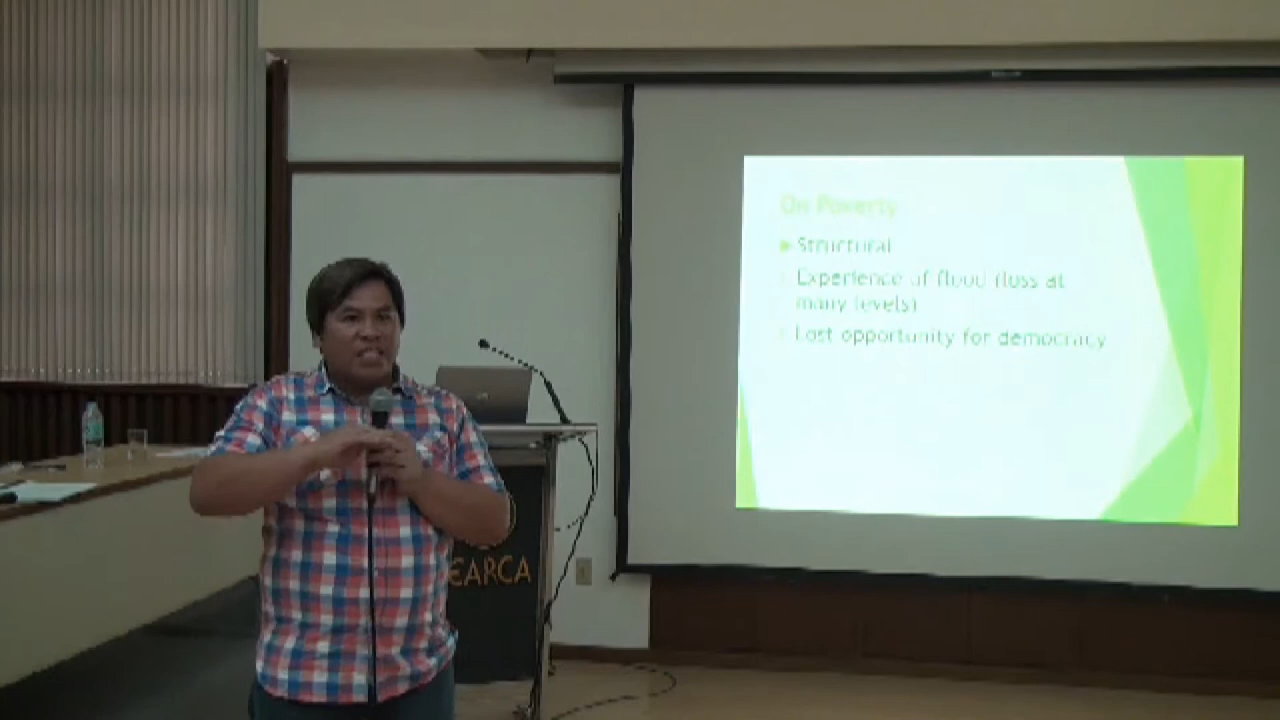 On Poverty
Structural
Experience of flood (loss at
many levels)
Lost opportunity for democracy
EARCA